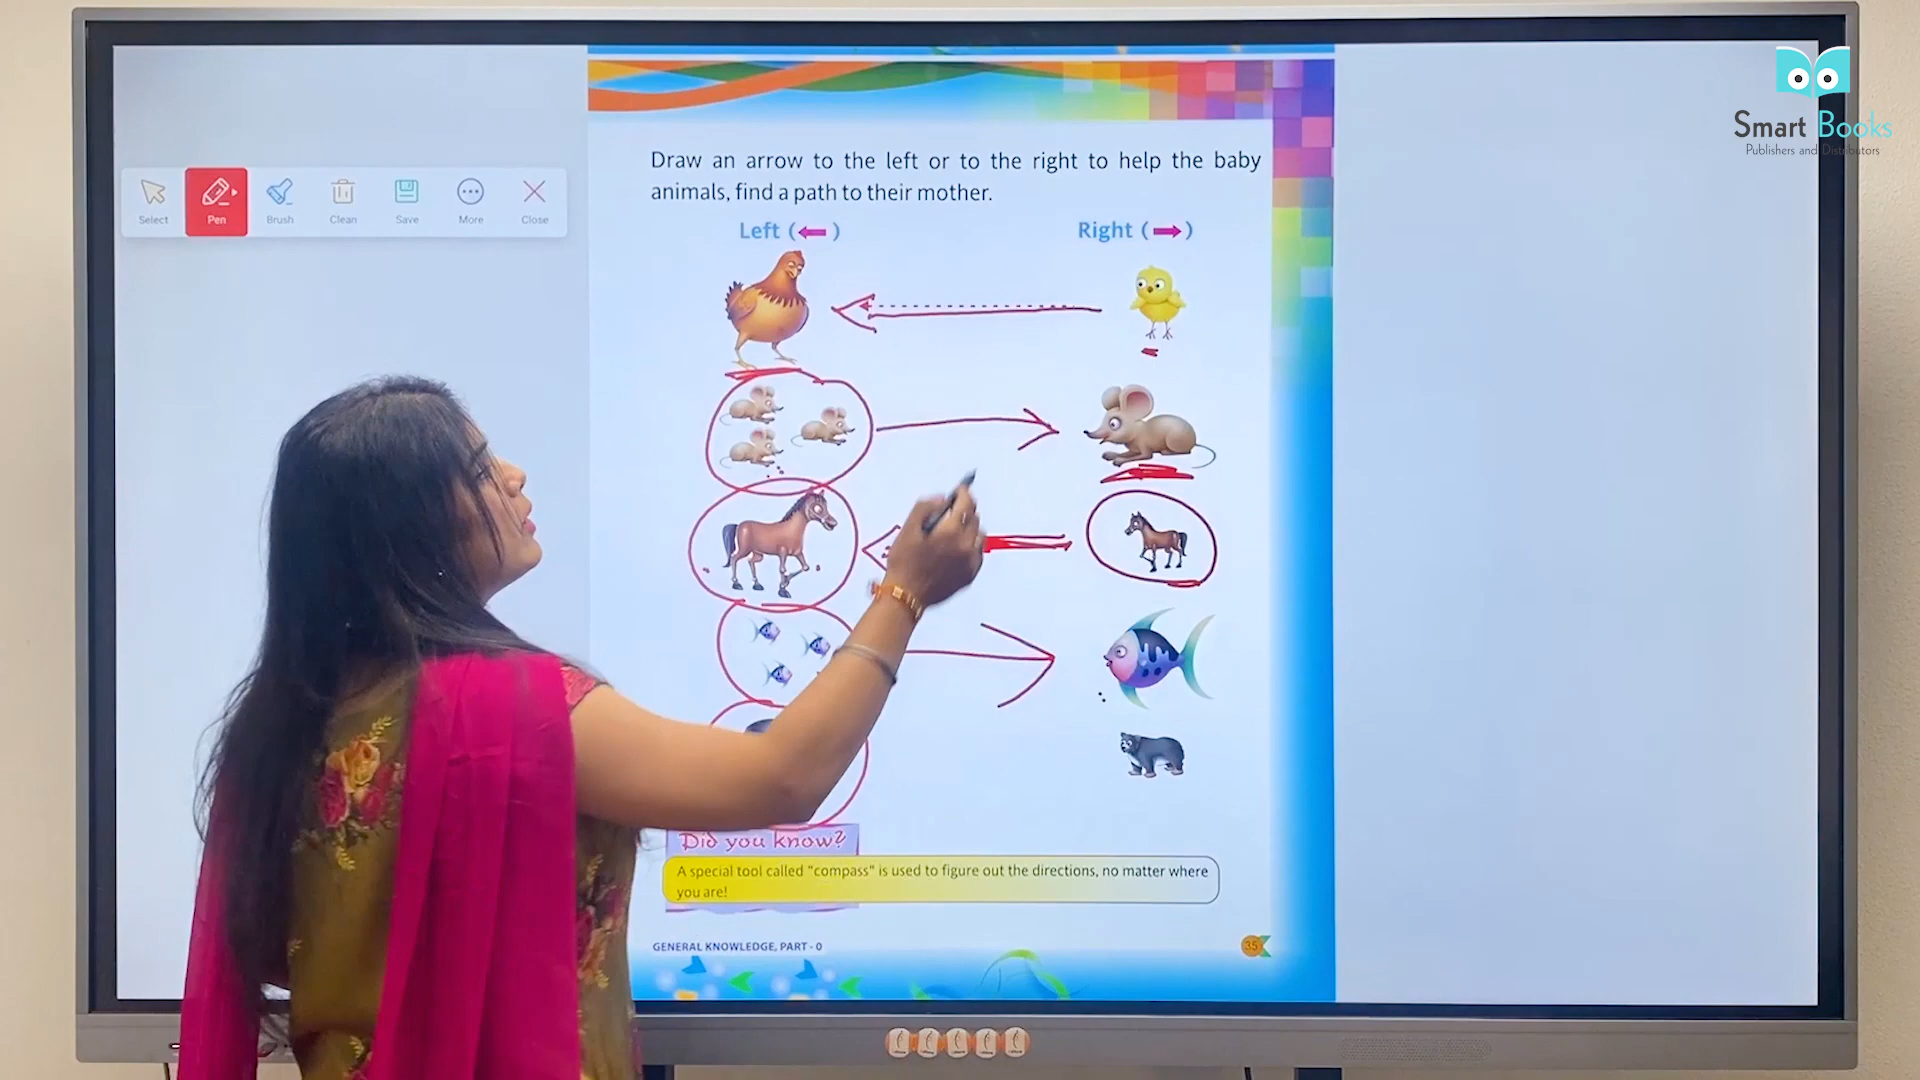 Smart Books
Publishers and Distributors
Draw an arrow to the left or to the right to help the baby
animals, find a path to their mother.
Select
Pen
Brush
Clean
Save
More
Close
Left (←)
Right (→)
Did you know?
A special tool called "compass" is used to figure out the directions, no matter where
you are!
GENERAL KNOWLEDGE, PART - 0
35